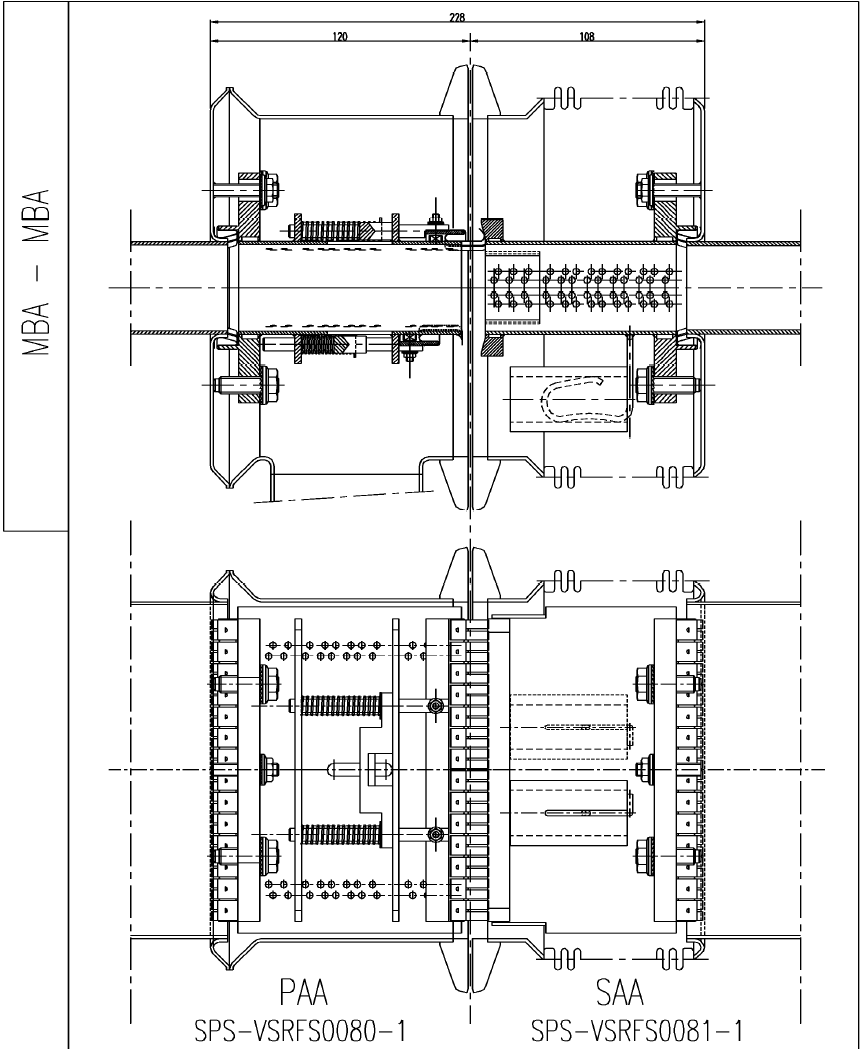 228
120
108
MBA - MBA
PAA
SAA
SPS-VSRFS0080-1
SPS-VSRFS0081-1